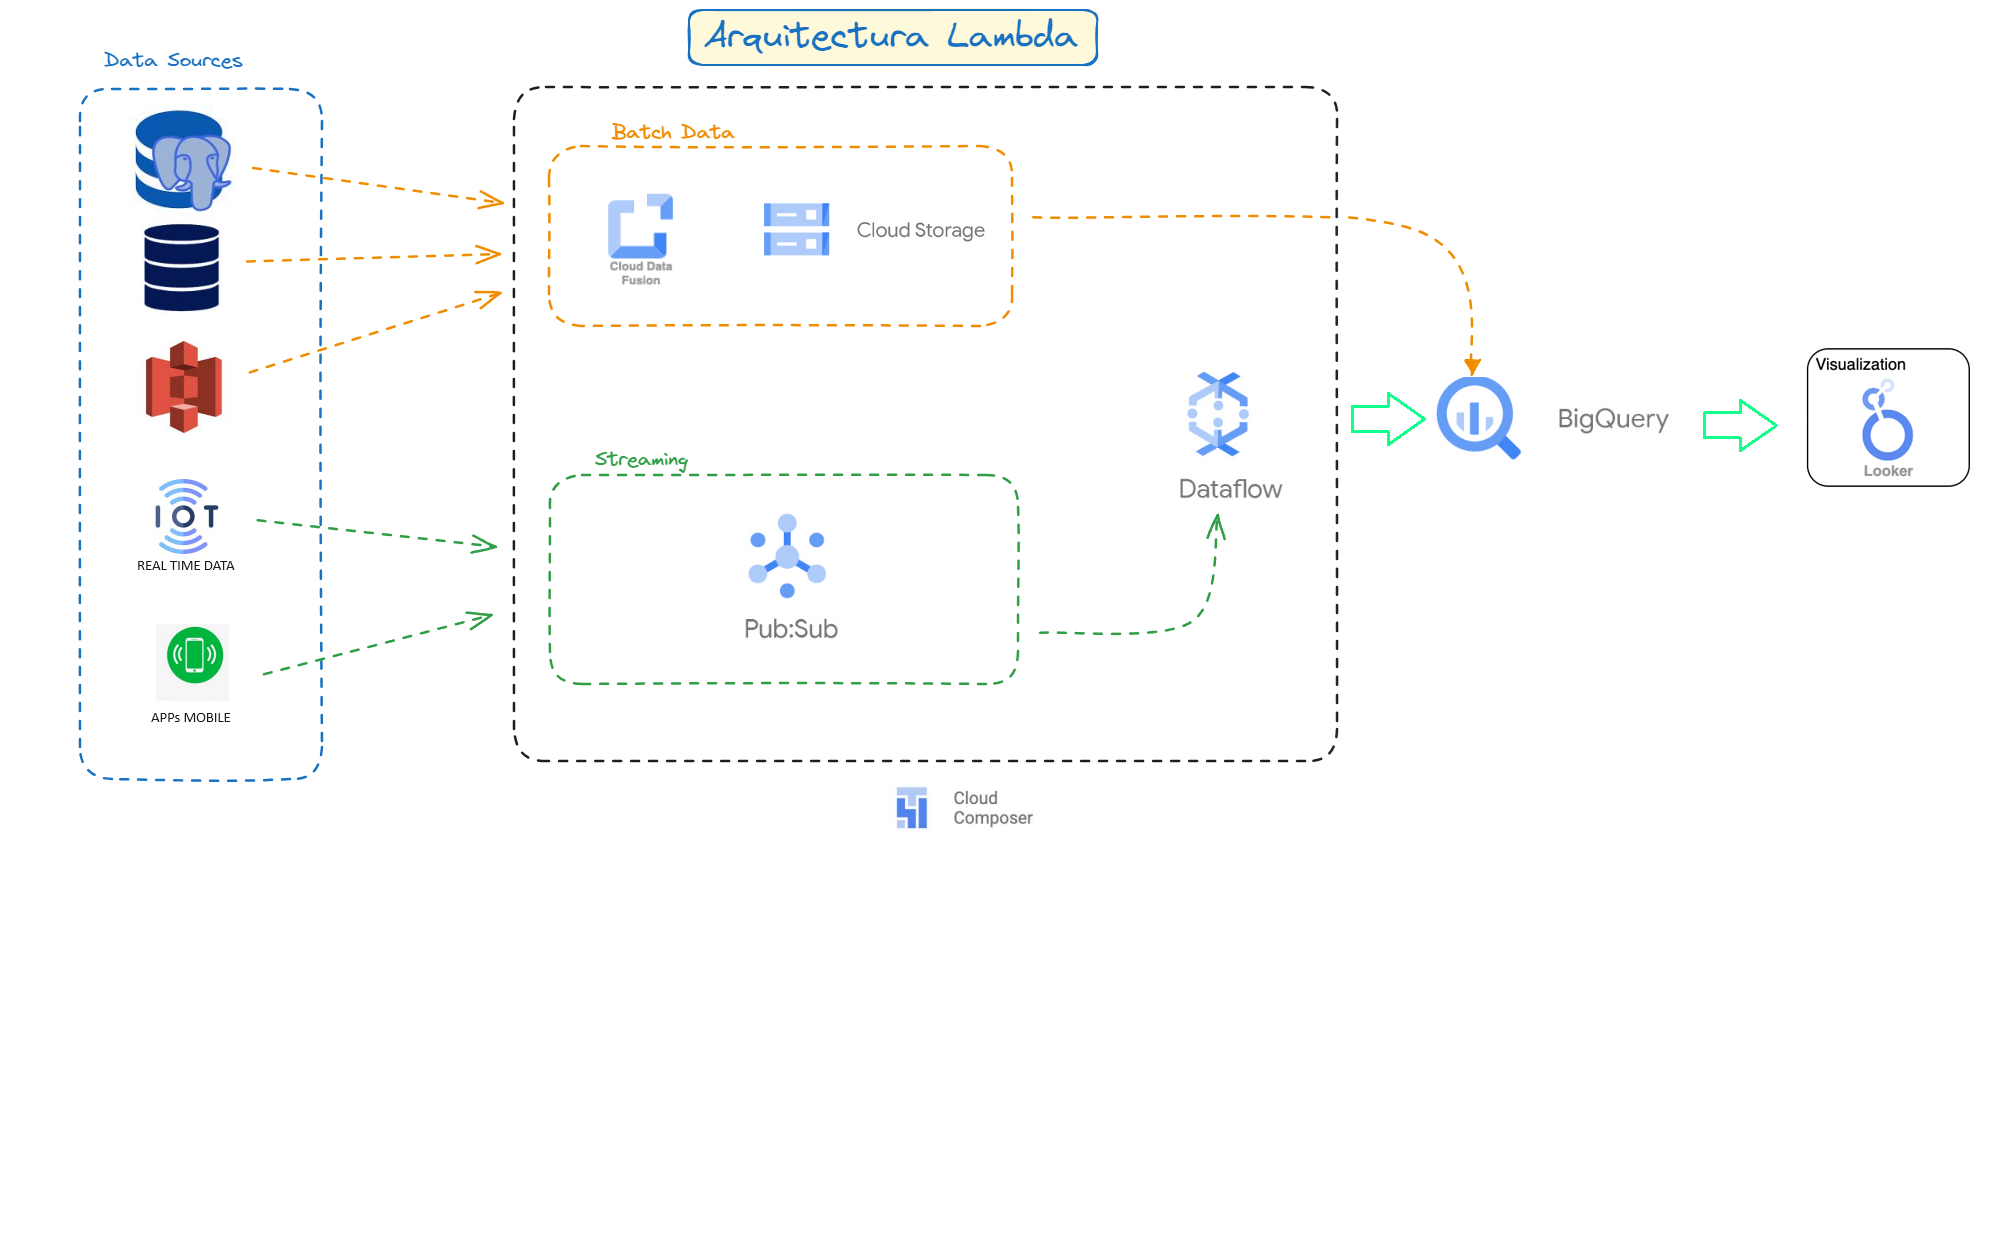 Arquitectura Lambda
Data Sources
Batch Data
Cloud Data
Fusion
Cloud Storage
Visualization
Looker
BigQuery
Streaming
Dataflow
IOT
REAL TIME DATA
Pub:Sub
APPs MOBILE
Cloud
Composer